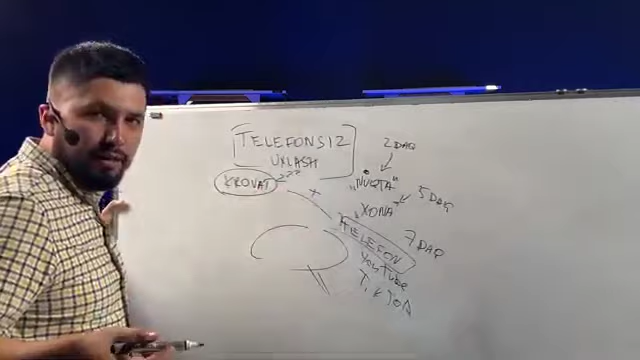 TELEFONSIZ
UXLASH
KROVAT
???
+
2 DAQ
"NUQTA"
5 DAQ
"XONA"
TELEFON
7 DAQ
YouTube
TikTok